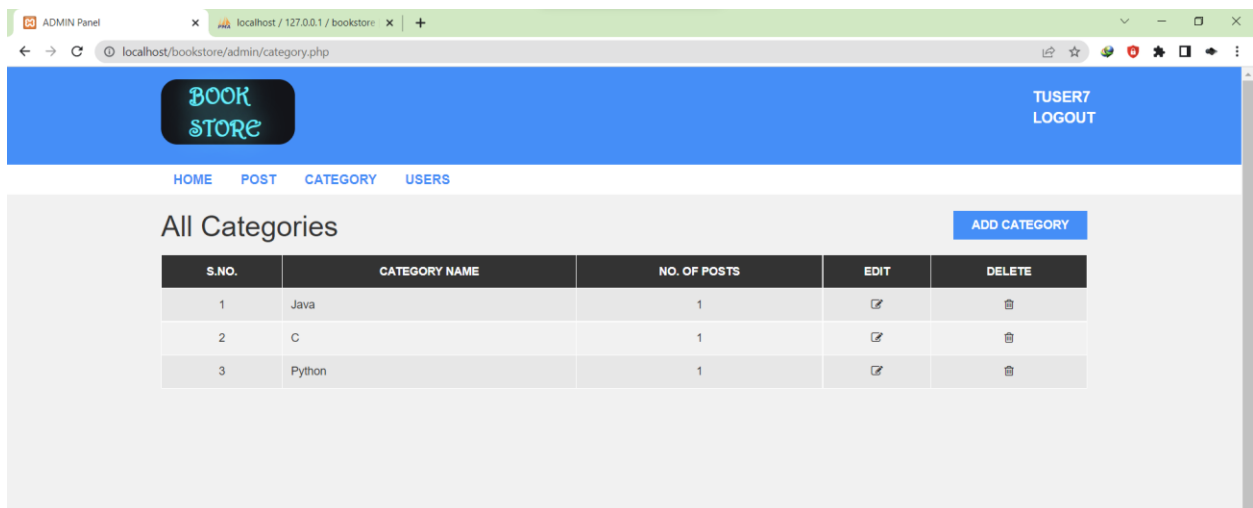 ADMIN Panel
localhost / 127.0.0.1 / bookstore
localhost/bookstore/admin/category.php
BOOK
STORE
TUSER7
LOGOUT
HOME POST CATEGORY USERS
All Categories
ADD CATEGORY
S.NO. CATEGORY NAME NO. OF POSTS EDIT DELETE
1 Java 1
2 C 1
3 Python 1